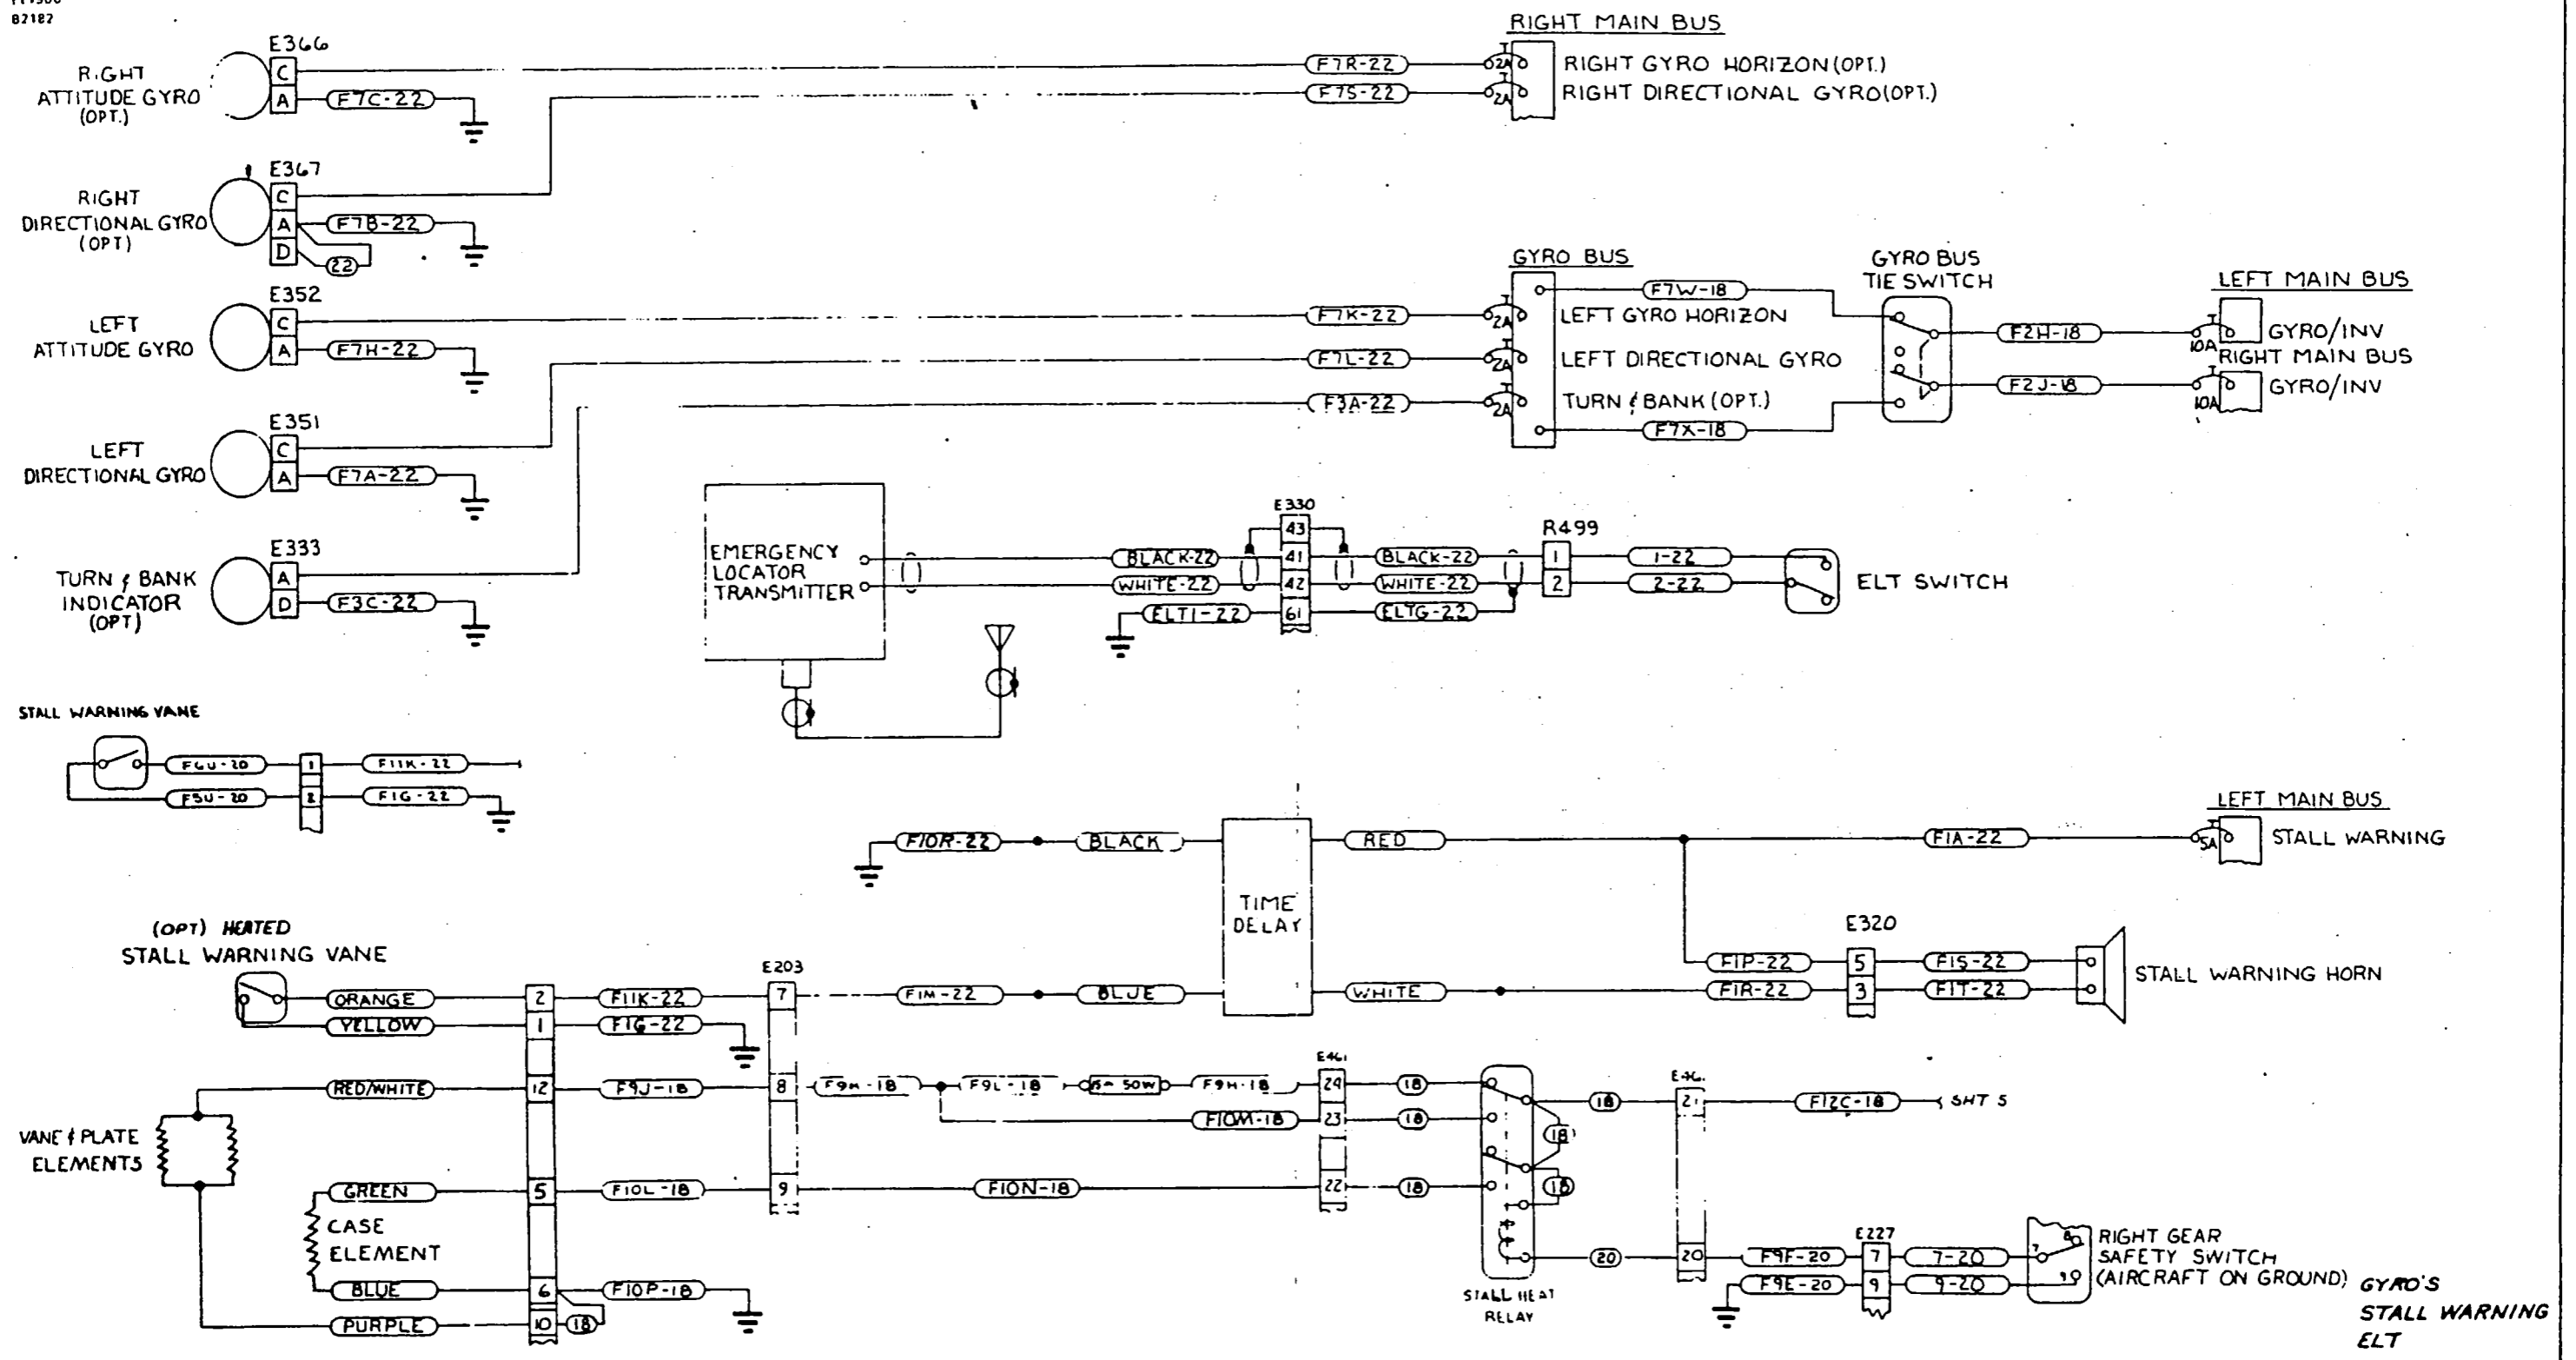 B2182
RIGHT MAIN BUS
E366
RIGHT
ATTITUDE GYRO
(OPT.)
C
A
F7C-22
F7R-22
2A
RIGHT GYRO HORIZON(OPT.)
F7S-22
2A
RIGHT DIRECTIONAL GYRO(OPT.)
E367
RIGHT
DIRECTIONAL GYRO
(OPT)
C
A
D
F7B-22
22
E352
LEFT
ATTITUDE GYRO
C
A
F7H-22
GYRO BUS
F7K-22
2A
LEFT GYRO HORIZON
F7L-22
2A
LEFT DIRECTIONAL GYRO
F3A-22
2A
TURN & BANK (OPT.)
F7W-18
F7X-18
GYRO BUS
TIE SWITCH
LEFT MAIN BUS
F2H-18
10A
GYRO/INV
RIGHT MAIN BUS
F2J-18
10A
GYRO/INV
E351
LEFT
DIRECTIONAL GYRO
C
A
F7A-22
E333
TURN & BANK
INDICATOR
(OPT)
A
D
F3C-22
EMERGENCY
LOCATOR
TRANSMITTER
E330
43
41
42
61
BLACK-22
WHITE-22
ELT1-22
BLACK-22
WHITE-22
ELTG-22
R499
1
2
1-22
2-22
ELT SWITCH
STALL WARNING VANE
F6U-20
1
F11K-22
F5U-20
2
F1G-22
LEFT MAIN BUS
F10R-22
BLACK
RED
F1A-22
5A
STALL WARNING
TIME
DELAY
E320
F1P-22
5
F1S-22
STALL WARNING HORN
WHITE
F1R-22
3
F1T-22
(OPT) HEATED
STALL WARNING VANE
E203
ORANGE
2
F11K-22
7
F1M-22
BLUE
YELLOW
1
F1G-22
RED/WHITE
12
F9J-18
8
F9K-18
F9L-18
50W
F9H-18
E461
24
18
23
18
F10M-18
18
21
F12C-18
SHT 5
18
18
VANE & PLATE
ELEMENTS
GREEN
5
F10L-18
9
F10N-18
22
18
CASE
ELEMENT
BLUE
6
F10P-18
PURPLE
10
18
STALL HEAT
RELAY
20
20
F9F-20
E227
7
7-20
F9E-20
9
9-20
7
8
9
RIGHT GEAR
SAFETY SWITCH
(AIRCRAFT ON GROUND)
GYRO'S
STALL WARNING
ELT